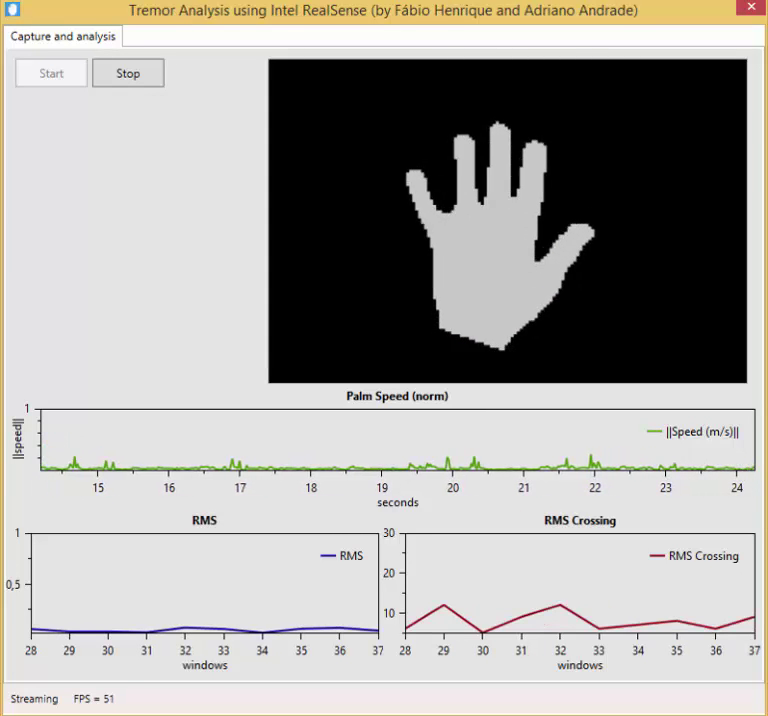 Tremor Analysis using Intel RealSense (by Fábio Henrique and Adriano Andrade)
Capture and analysis
Start Stop
Palm Speed (norm)
1
||speed||
||Speed (m/s)||
15 16 17 18 19 20 21 22 23 24
seconds
RMS
1
0,5
RMS
28 29 30 31 32 33 34 35 36 37
windows
RMS Crossing
30
20
10
RMS Crossing
28 29 30 31 32 33 34 35 36 37
windows
Streaming FPS = 51